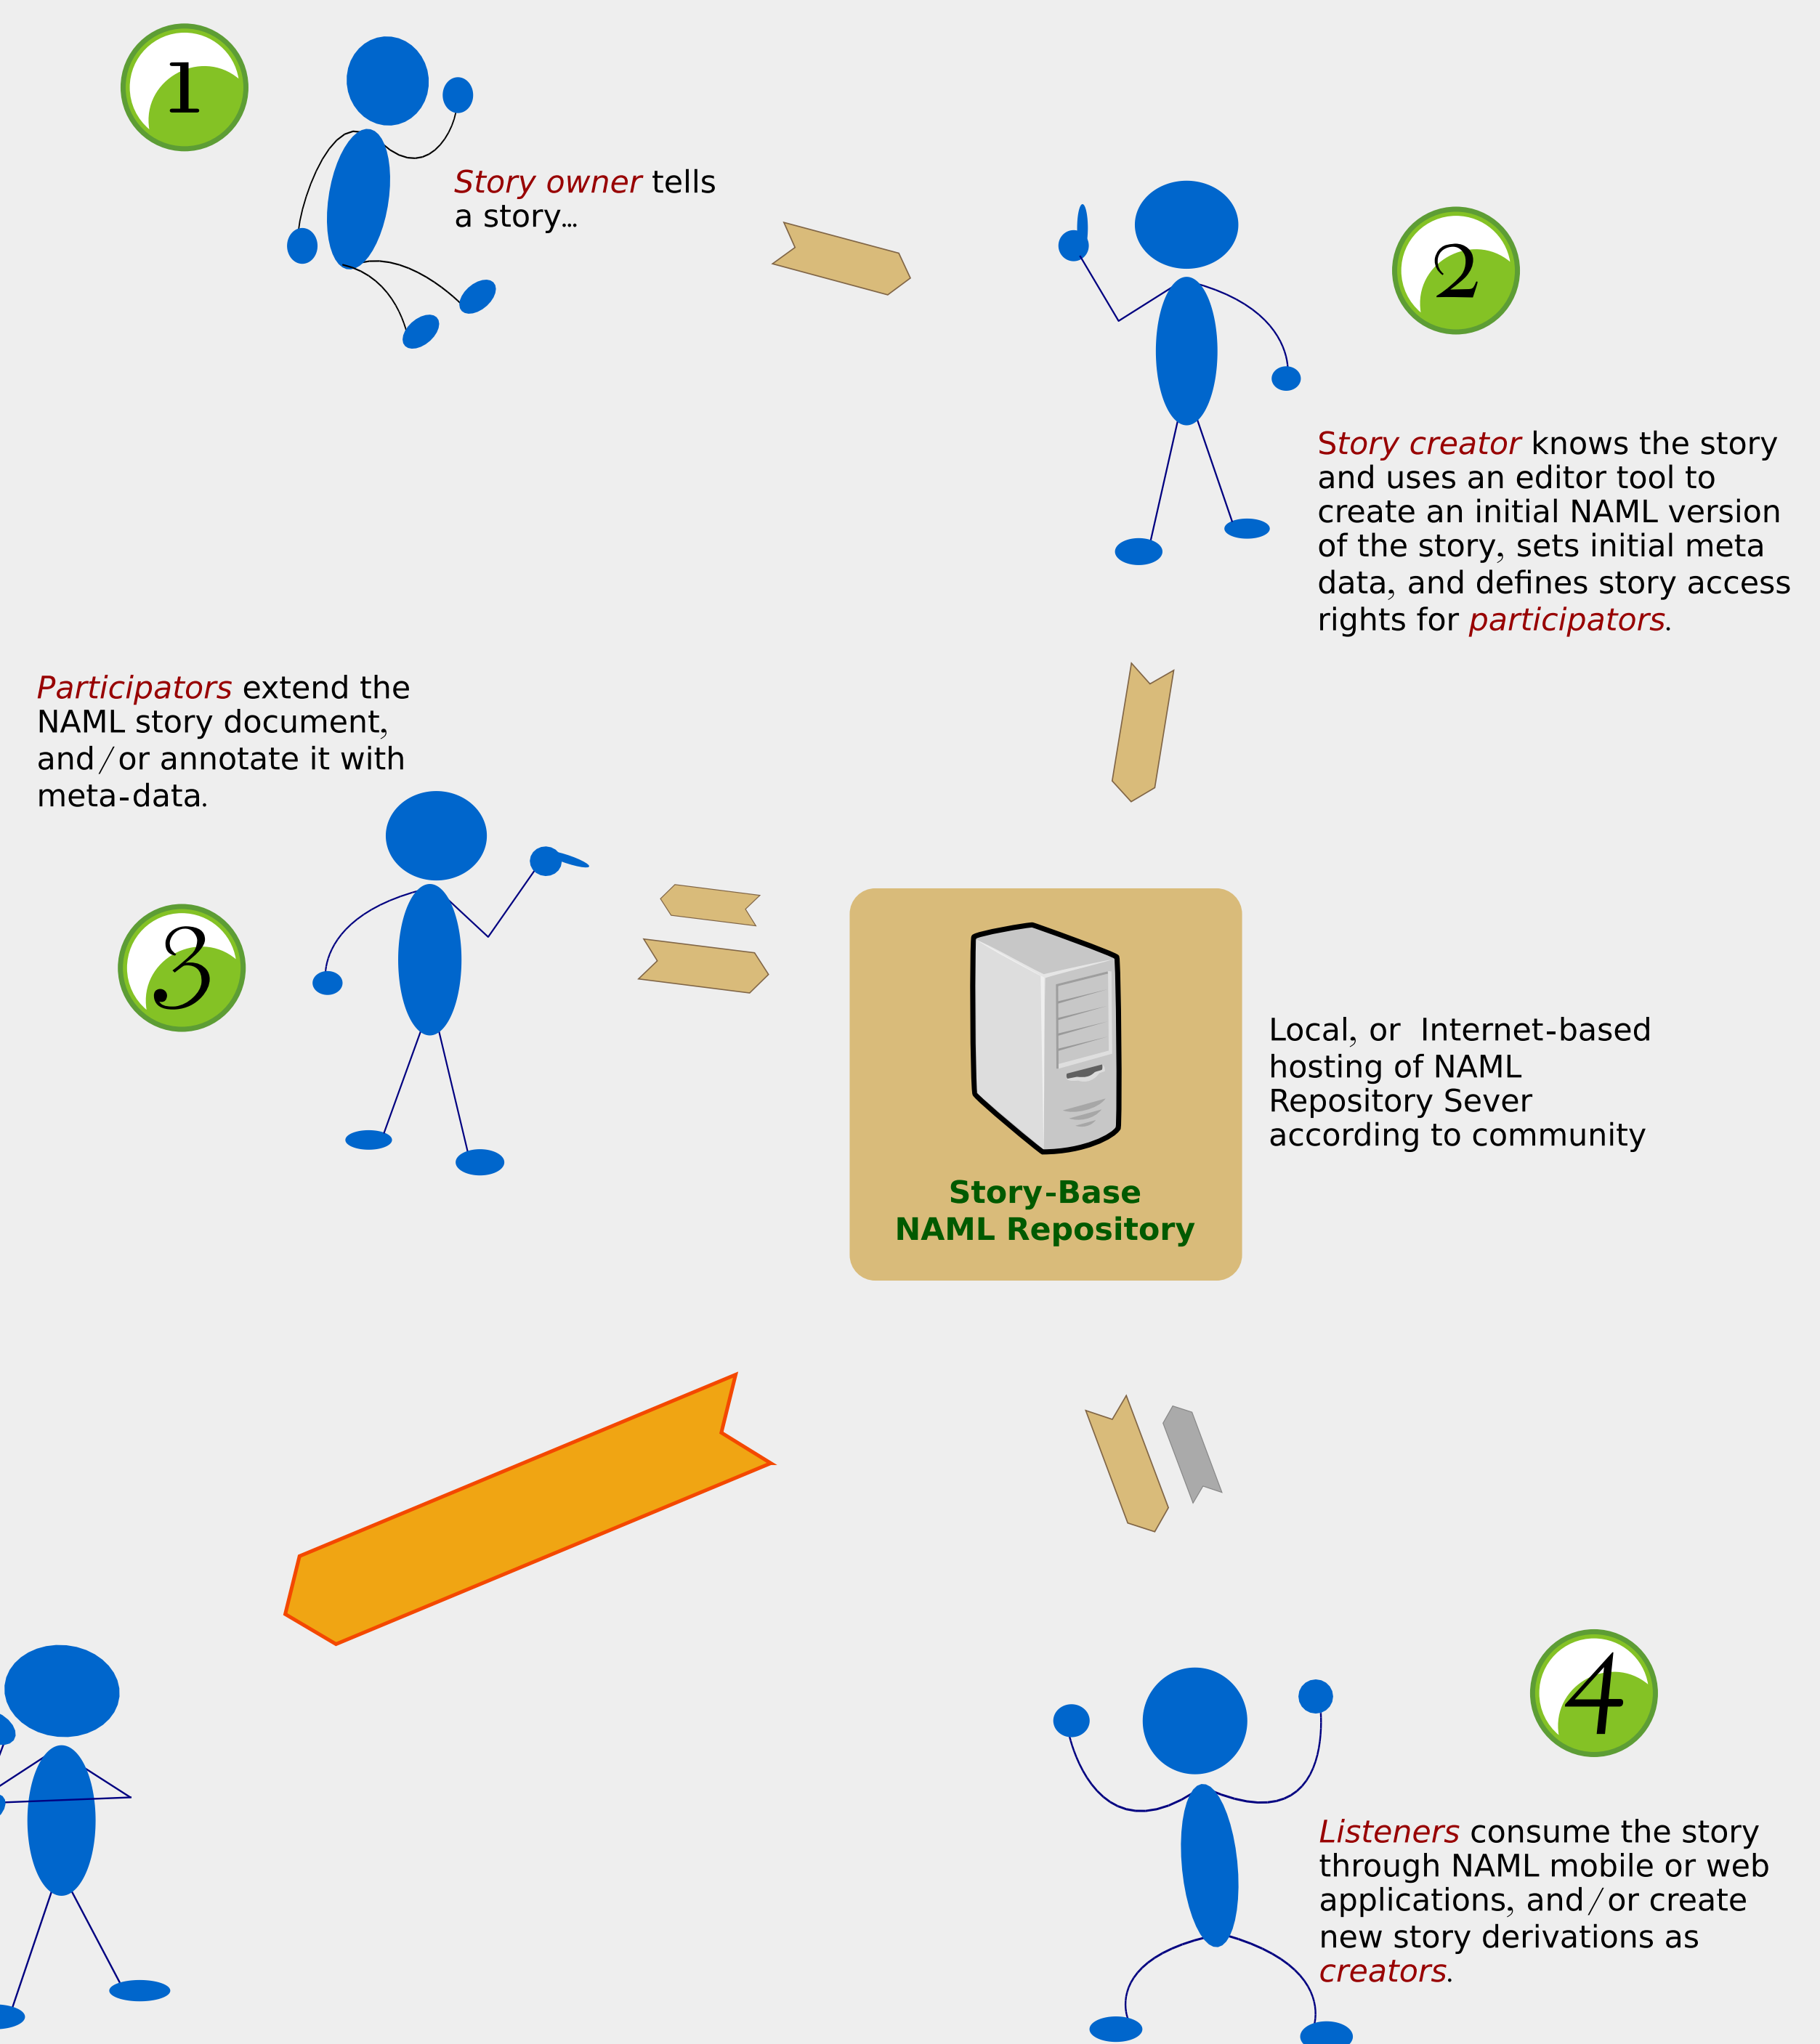 1
Story owner tells
a story...
2
Story creator knows the story
and uses an editor tool to
create an initial NAML version
of the story, sets initial meta
data, and defines story access
rights for participators.
Participators extend the
NAML story document,
and/or annotate it with
meta-data.
3
Local, or  Internet-based
hosting of NAML
Repository Sever
according to community
Story-Base
NAML Repository
4
Listeners consume the story
through NAML mobile or web
applications, and/or create
new story derivations as
creators.